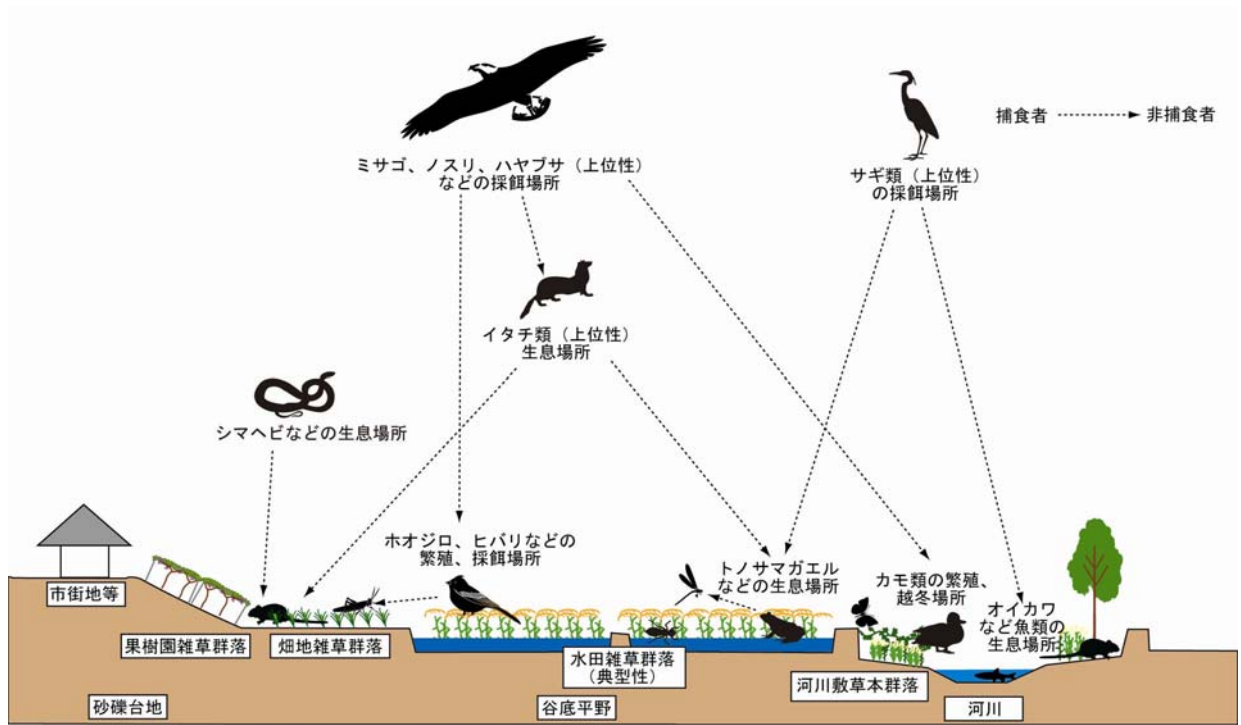 捕食者
非捕食者
ミサゴ、ノスリ、ハヤブサ（上位性）
などの採餌場所
サギ類（上位性）
の採餌場所
イタチ類（上位性）
生息場所
シマヘビなどの生息場所
ホオジロ、ヒバリなどの
繁殖、採餌場所
トノサマガエル
などの生息場所
カモ類の繁殖、
越冬場所
オイカワ
など魚類の
生息場所
市街地等
果樹園雑草群落
畑地雑草群落
水田雑草群落
（典型性）
河川敷草本群落
河川
砂礫台地
谷底平野